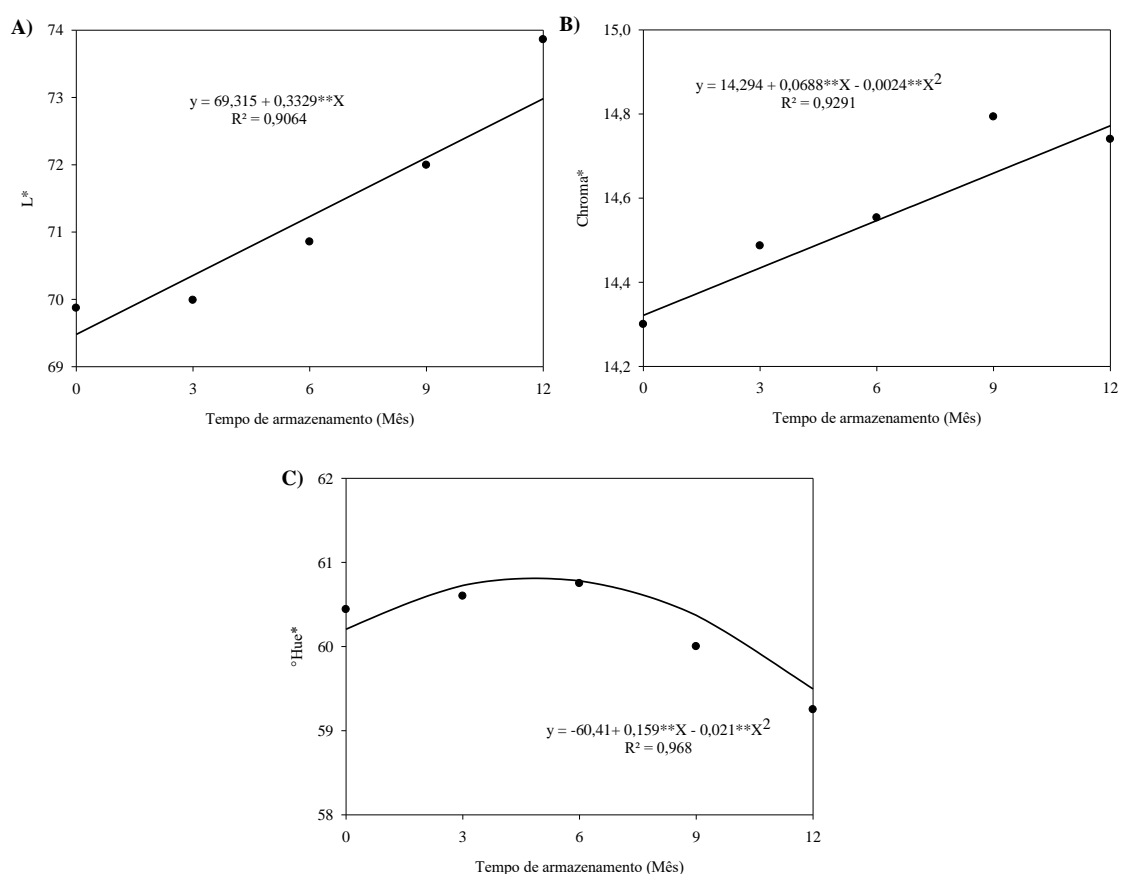 A)
74
73
72
71
70
69
L*
y = 69,315 + 0,3329**X
R² = 0,9064
0
3
6
9
12
Tempo de armazenamento (Mês)
B)
15,0
14,8
14,6
14,4
14,2
Chroma*
y = 14,294 + 0,0688**X - 0,0024**X²
R² = 0,9291
0
3
6
9
12
Tempo de armazenamento (Mês)
C)
62
61
60
59
58
°Hue*
y = -60,41+ 0,159**X - 0,021**X²
R² = 0,968
0
3
6
9
12
Tempo de armazenamento (Mês)